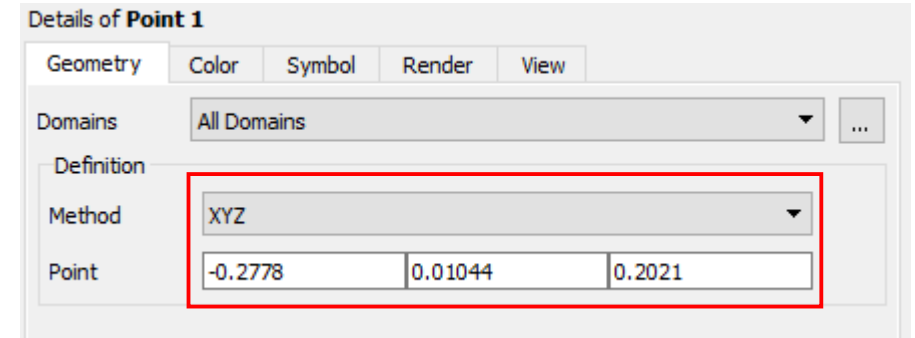 Details of Point 1
Geometry Color Symbol Render View
Domains All Domains ...
Definition
Method XYZ
Point -0.2778 0.01044 0.2021